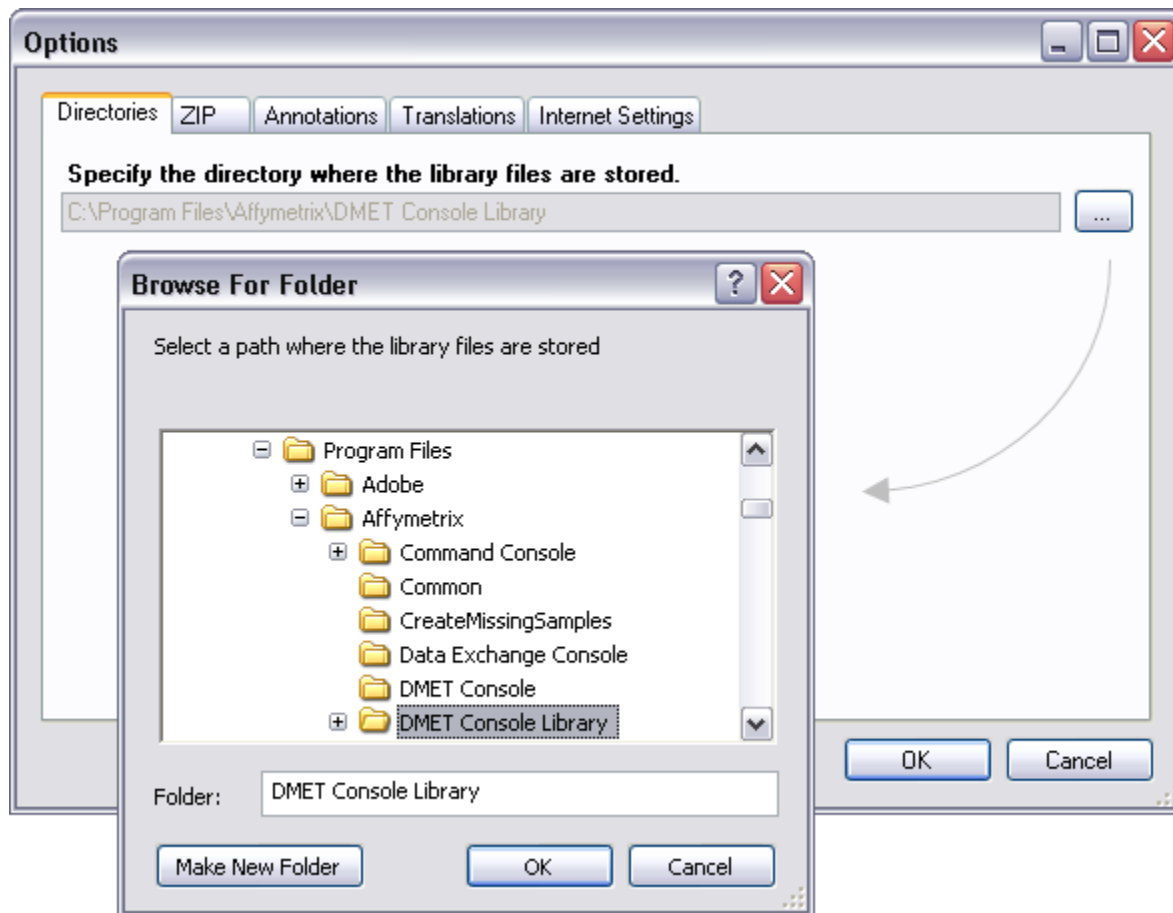 Options
Directories ZIP Annotations Translations Internet Settings
Specify the directory where the library files are stored.
C:\Program Files\Affymetrix\DMET Console Library ...
Browse For Folder ?
Select a path where the library files are stored
Program Files
Adobe
Affymetrix
Command Console
Common
CreateMissingSamples
Data Exchange Console
DMET Console
DMET Console Library
OK Cancel
Folder: DMET Console Library
Make New Folder OK Cancel